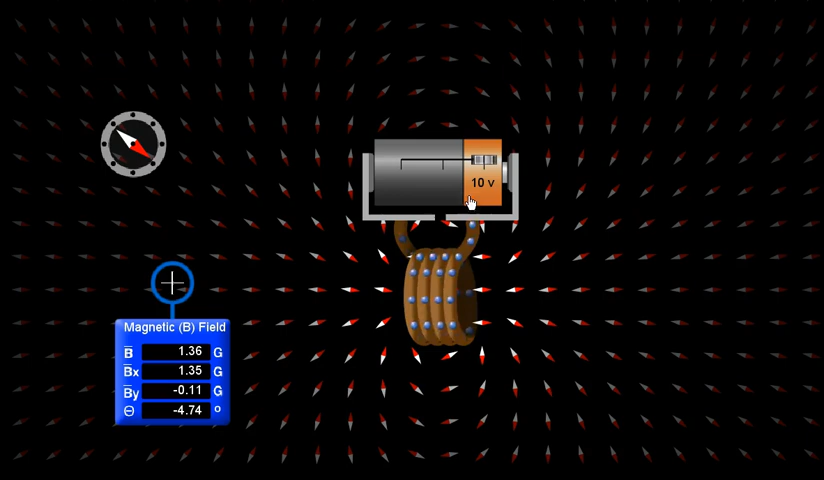 10 v
Magnetic (B) Field
B 1.36 G
Bx 1.35 G
By -0.11 G
Θ -4.74 º